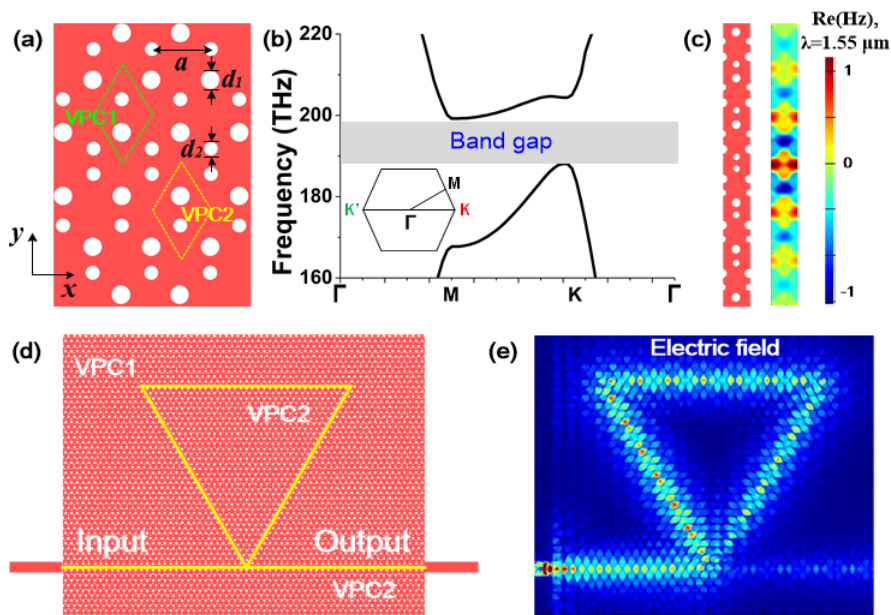 (a)
a
d1
VPC1
d2
VPC2
y
x
(b)
Frequency (THz)
220
200
180
160
Band gap
M
K'
Γ
K
Γ
M
K
Γ
(c)
Re(Hz),
λ=1.55 μm
1
0
-1
(d)
VPC1
VPC2
Input
Output
VPC2
(e)
Electric field